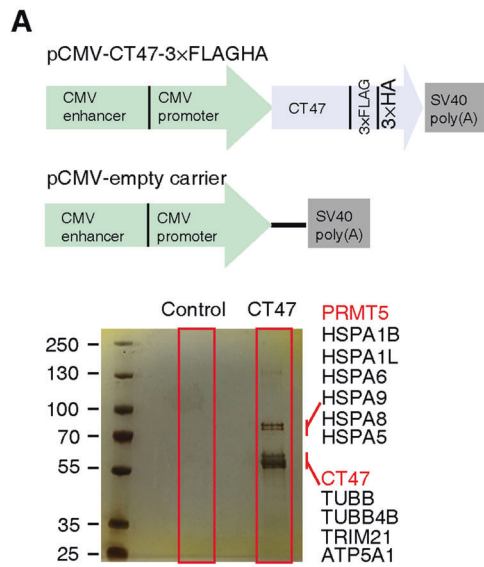 A
pCMV-CT47-3×FLAGHA
CMV enhancer
CMV promoter
CT47
3×FLAG
3×HA
SV40 poly(A)
pCMV-empty carrier
CMV enhancer
CMV promoter
SV40 poly(A)
Control
CT47
250
130
100
70
55
35
25
PRMT5
HSPA1B
HSPA1L
HSPA6
HSPA9
HSPA8
HSPA5
CT47
TUBB
TUBB4B
TRIM21
ATP5A1